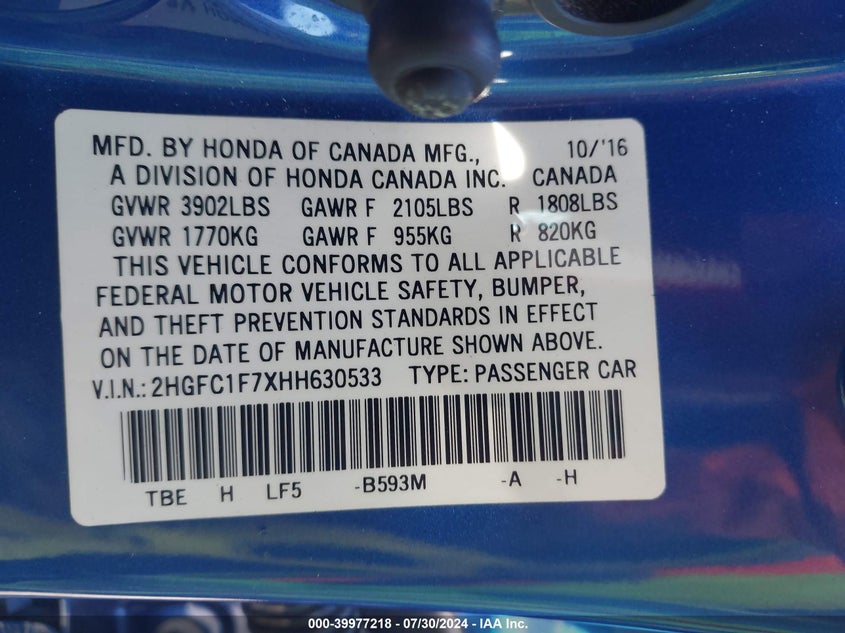 MFD. BY HONDA OF CANADA MFG., 10/'16
A DIVISION OF HONDA CANADA INC. CANADA
GVWR 3902LBS GAWR F 2105LBS R 1808LBS
GVWR 1770KG GAWR F 955KG R 820KG
THIS VEHICLE CONFORMS TO ALL APPLICABLE
FEDERAL MOTOR VEHICLE SAFETY, BUMPER,
AND THEFT PREVENTION STANDARDS IN EFFECT
ON THE DATE OF MANUFACTURE SHOWN ABOVE.
V.I.N.: 2HGFC1F7XHH630533 TYPE: PASSENGER CAR
TBE H LF5 -B593M -A -H
000-39977218 - 07/30/2024 - IAA Inc.